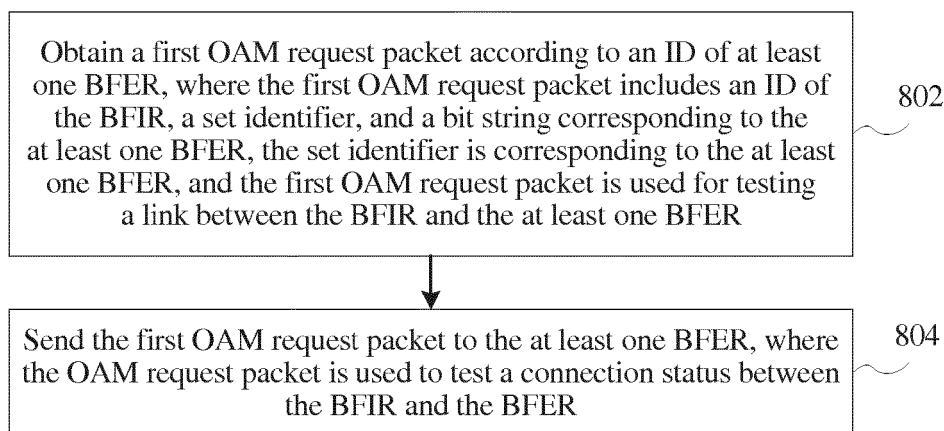 Obtain a first OAM request packet according to an ID of at least
one BFER, where the first OAM request packet includes an ID of
the BFIR, a set identifier, and a bit string corresponding to the
at least one BFER, the set identifier is corresponding to the at least
one BFER, and the first OAM request packet is used for testing
a link between the BFIR and the at least one BFER
802
Send the first OAM request packet to the at least one BFER, where
the OAM request packet is used to test a connection status between
the BFIR and the BFER
804